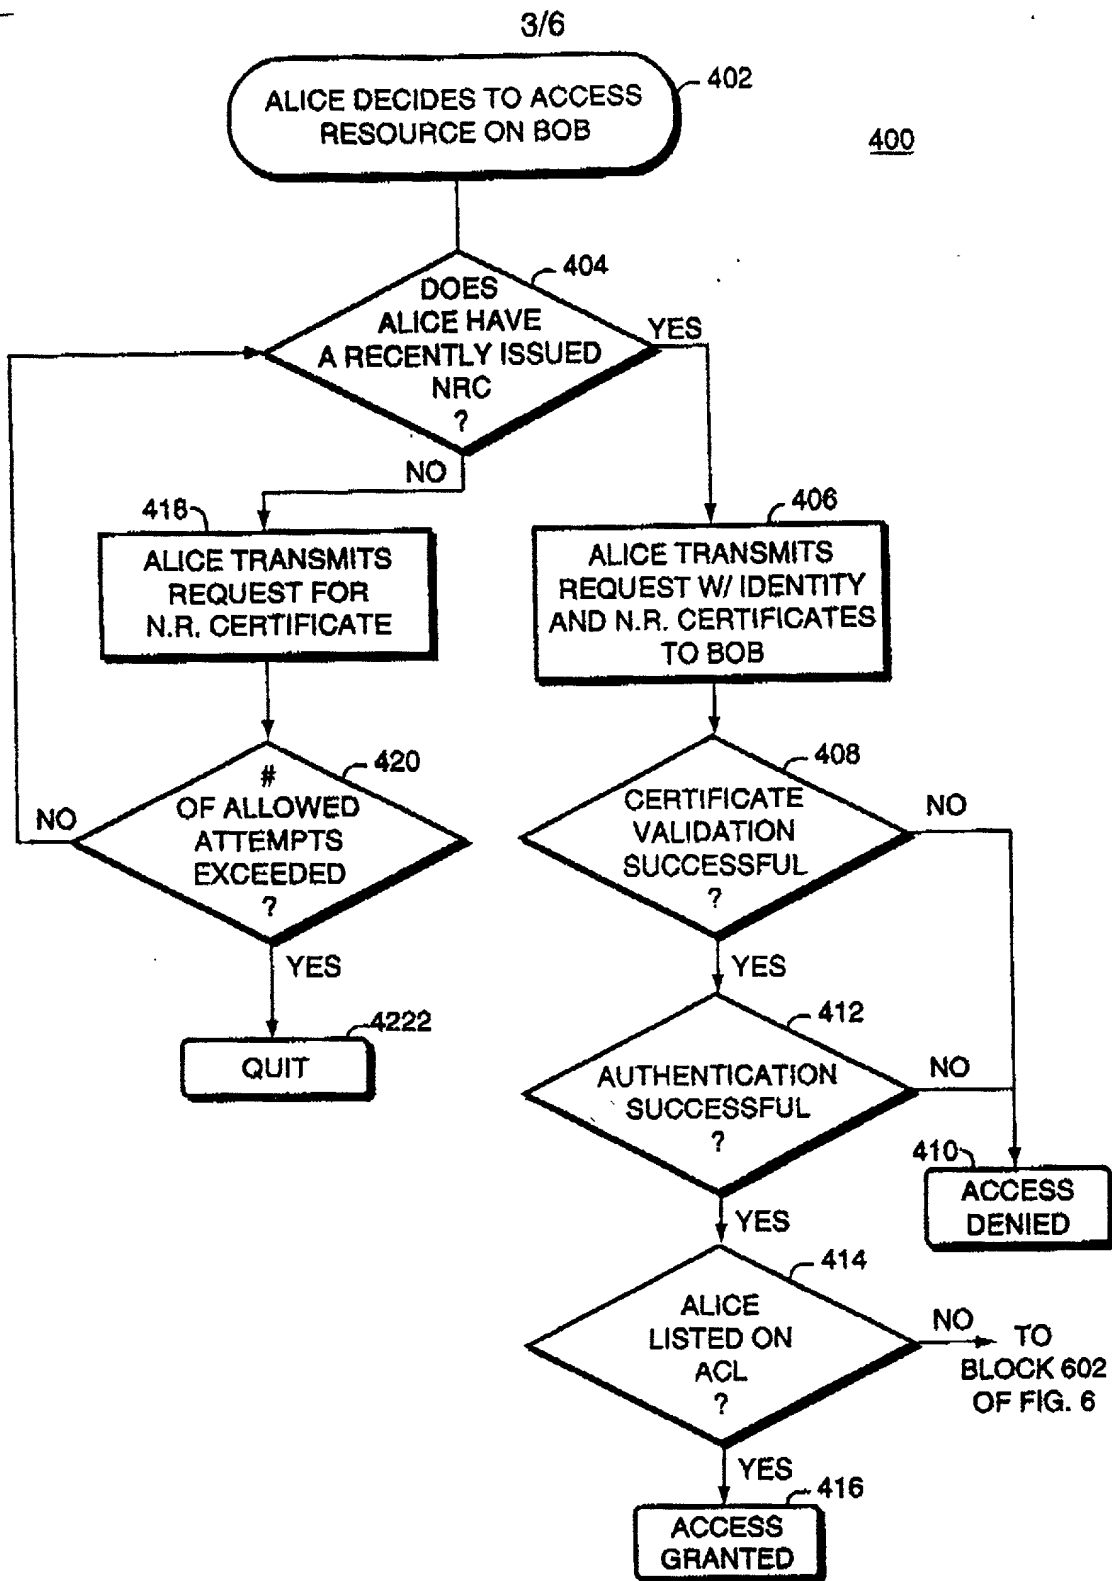 3/6
ALICE DECIDES TO ACCESS
RESOURCE ON BOB
402
400
404
DOES
ALICE HAVE
A RECENTLY ISSUED
NRC
?
YES
NO
418
ALICE TRANSMITS
REQUEST FOR
N.R. CERTIFICATE
406
ALICE TRANSMITS
REQUEST W/ IDENTITY
AND N.R. CERTIFICATES
TO BOB
420
#
OF ALLOWED
ATTEMPTS
EXCEEDED
?
NO
YES
4222
QUIT
408
CERTIFICATE
VALIDATION
SUCCESSFUL
?
NO
YES
412
AUTHENTICATION
SUCCESSFUL
?
NO
YES
410
ACCESS
DENIED
414
ALICE
LISTED ON
ACL
?
NO
TO
BLOCK 602
OF FIG. 6
YES
416
ACCESS
GRANTED